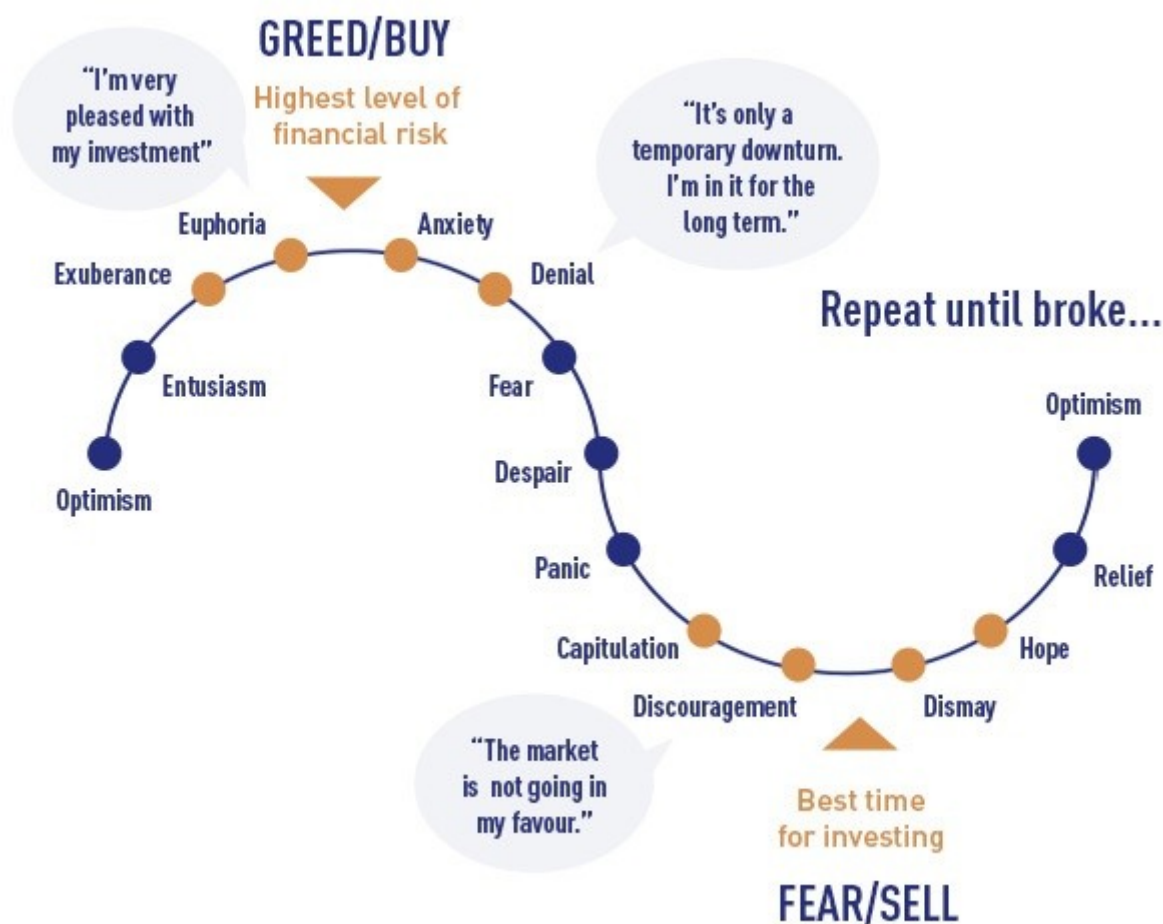 GREED/BUY
Highest level of
financial risk
“I’m very
pleased with
my investment”
“It’s only a
temporary downturn.
I’m in it for the
long term.”
Euphoria
Anxiety
Exuberance
Denial
Repeat until broke...
Entusiasm
Fear
Optimism
Optimism
Despair
Panic
Relief
Capitulation
Hope
Discouragement
Dismay
“The market
is not going in
my favour.”
Best time
for investing
FEAR/SELL